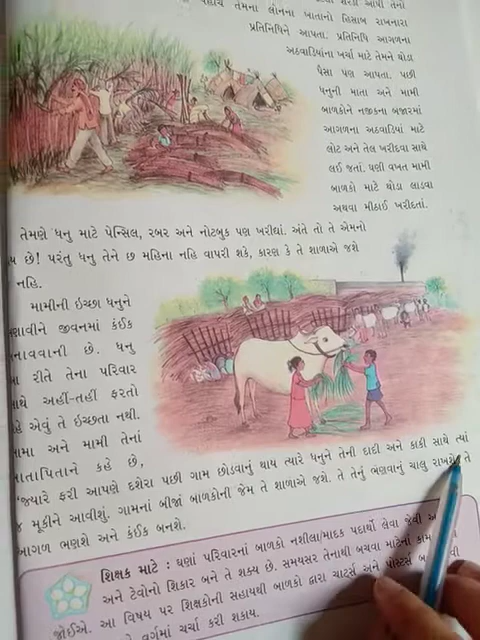 પહોંચે તેમના લોનના ખાતાનો હિસાબ રાખનારા
પ્રતિનિધિને આપતા. પ્રતિનિધિ આગળના
અઠવાડિયાંના ખર્ચા માટે તેમને થોડા
પૈસા પણ આપતા. પછી
ધનુની માતા અને મામી
બાળકોને નજીકના બજારમાં
આગળના અઠવાડિયાં માટે
લોટ અને તેલ ખરીદવા સાથે
લઈ જતાં. ઘણી વખત મામી
બાળકો માટે થોડા લાડવા
અથવા મીઠાઈ ખરીદતાં.
તેમણે ધનુ માટે પેન્સિલ, રબર અને નોટબુક પણ ખરીદ્યાં. અંતે તો તે એમનો
છે! પરંતુ ધનુ તેને છ મહિના નહિ વાપરી શકે, કારણ કે તે શાળાએ જશે
નહિ.
મામીની ઇચ્છા ધનુને
ભણાવીને જીવનમાં કંઈક
બનાવવાની છે. ધનુ
આ રીતે તેના પરિવાર
સાથે અહીં-તહીં ફરતો
રહે એવું તે ઇચ્છતા નથી.
મામા અને મામી તેનાં
માતાપિતાને કહે છે,
'જ્યારે ફરી આપણે દશેરા પછી ગામ છોડવાનું થાય ત્યારે ધનુને તેની દાદી અને કાકી સાથે ત્યાં
જ મૂકીને આવીશું. ગામનાં બીજાં બાળકોની જેમ તે શાળાએ જશે. તે તેનું ભણવાનું ચાલુ રાખશે. તે
આગળ ભણશે અને કંઈક બનશે.
શિક્ષક માટે : ઘણાં પરિવારનાં બાળકો નશીલા/માદક પદાર્થો લેવા જેવી
અને ટેવોનો શિકાર બને તે શક્ય છે. સમયસર તેનાથી બચવા માટેનાં કામ
જોઈએ. આ વિષય પર શિક્ષકોની સહાયથી બાળકો દ્વારા ચાર્ટ્સ અને પોસ્ટર્સ
વર્ગમાં ચર્ચા કરી શકાય.